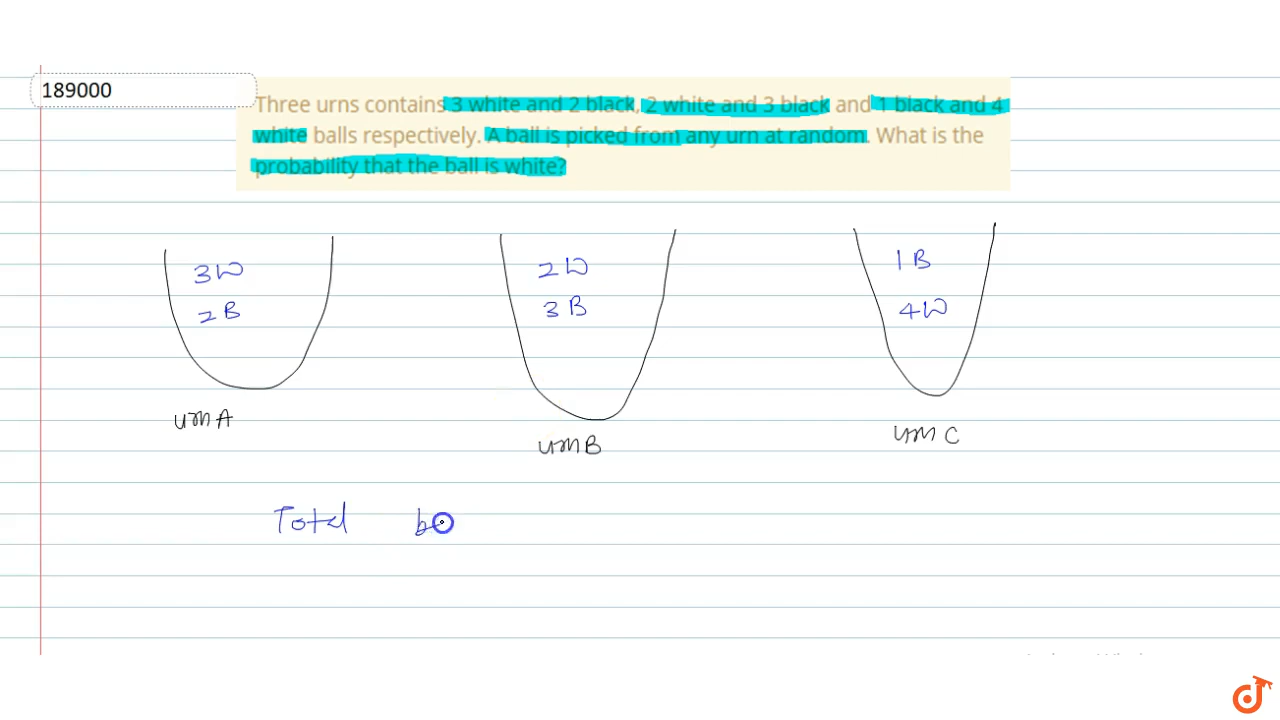 189000
Three urns contains 3 white and 2 black, 2 white and 3 black and 1 black and 4
white balls respectively. A ball is picked from any urn at random. What is the
probability that the ball is white?
3W 2W 1B
2B 3B 4W
urn A urn B urn C
Total b